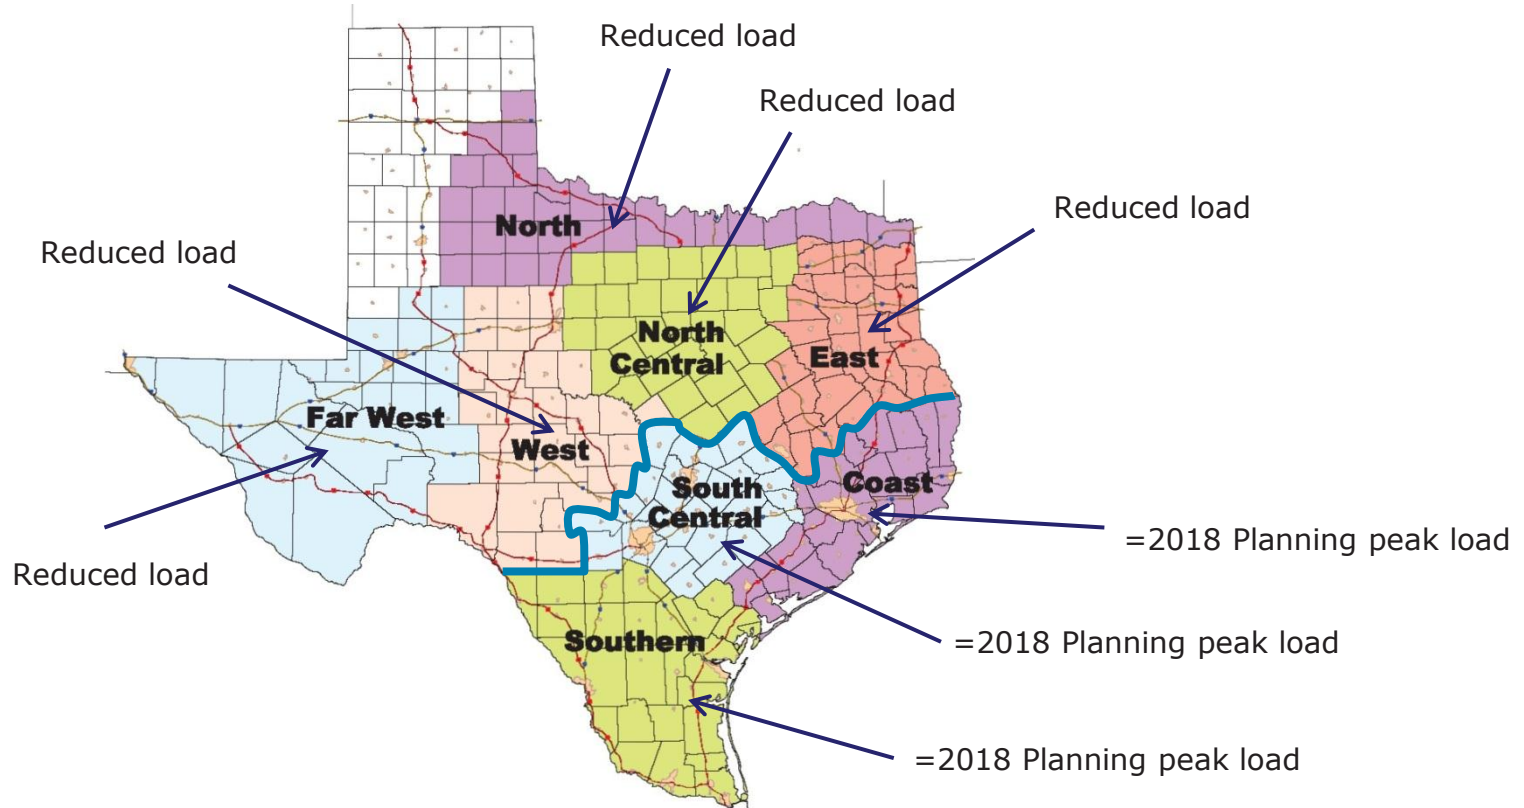 Reduced load
Reduced load
Reduced load
North
Reduced load
North
Central
East
Far West
West
South
Central
Coast
=2018 Planning peak load
Reduced load
Southern
=2018 Planning peak load
=2018 Planning peak load